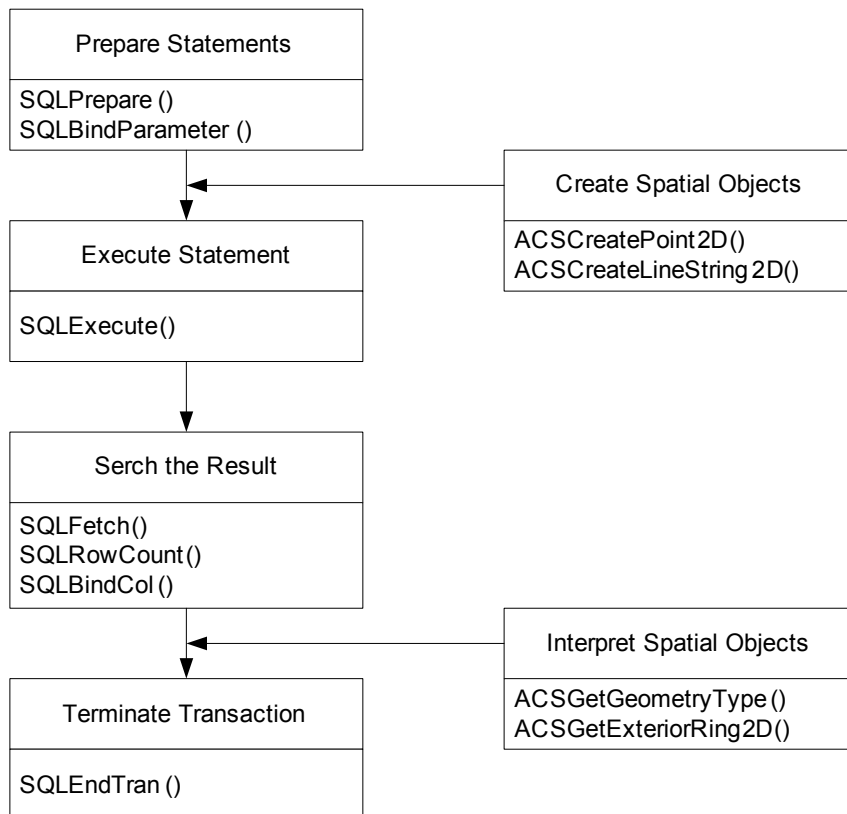 Prepare Statements
SQLPrepare ()
SQLBindParameter ()
Create Spatial Objects
ACSCreatePoint2D()
ACSCreateLineString2D()
Execute Statement
SQLExecute()
Serch the Result
SQLFetch()
SQLRowCount()
SQLBindCol ()
Interpret Spatial Objects
ACSGetGeometryType ()
ACSGetExteriorRing2D()
Terminate Transaction
SQLEndTran ()